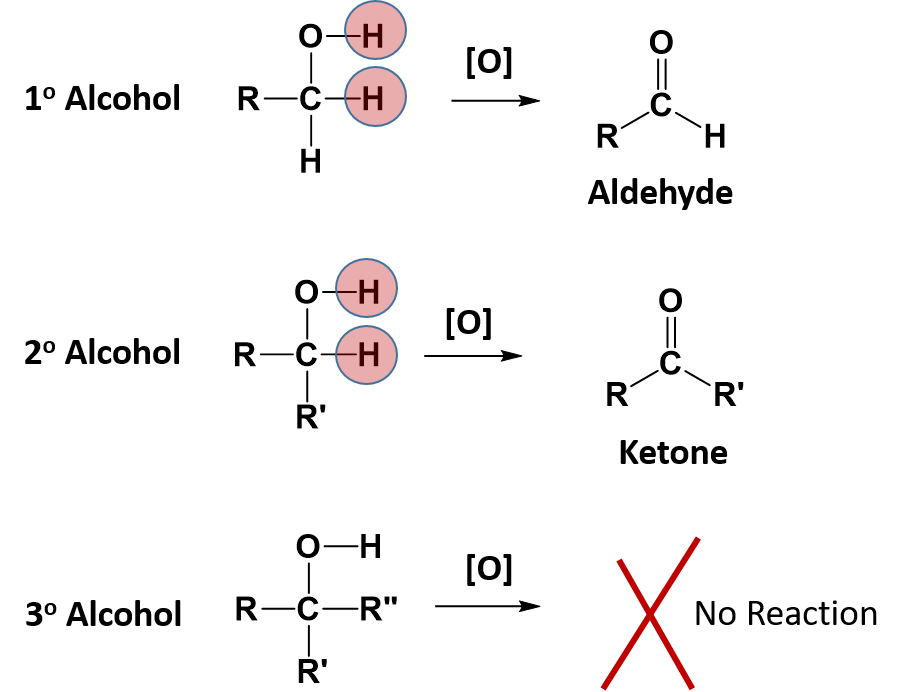 1º Alcohol
O—H
R—C—H
H
[O]
O
C
R H
Aldehyde
2º Alcohol
O—H
R—C—H
R'
[O]
O
C
R R'
Ketone
3º Alcohol
O—H
R—C—R"
R'
[O]
No Reaction